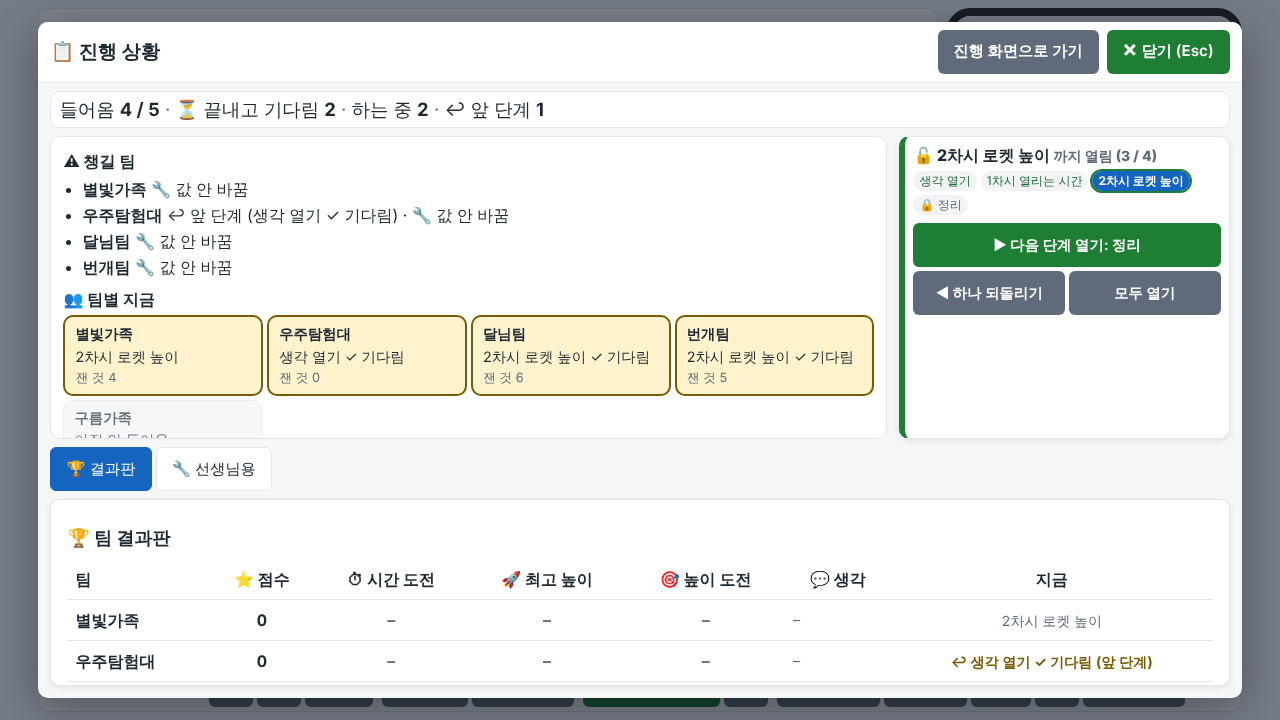 📋 진행 상황
진행 화면으로 가기
✖ 닫기 (Esc)
들어옴 4 / 5 · ⏳ 끝내고 기다림 2 · 하는 중 2 · ↩ 앞 단계 1
⚠ 챙길 팀
• 별빛가족 🔧 값 안 바꿈
• 우주탐험대 ↩ 앞 단계 (생각 열기 ✓ 기다림) · 🔧 값 안 바꿈
• 달님팀 🔧 값 안 바꿈
• 번개팀 🔧 값 안 바꿈
👥 팀별 지금
별빛가족
2차시 로켓 높이
잰 것 4
우주탐험대
생각 열기 ✓ 기다림
잰 것 0
달님팀
2차시 로켓 높이 ✓ 기다림
잰 것 6
번개팀
2차시 로켓 높이 ✓ 기다림
잰 것 5
구름가족
🔓 2차시 로켓 높이 까지 열림 (3 / 4)
생각 열기 1차시 열리는 시간 2차시 로켓 높이
🔒 정리
▶ 다음 단계 열기: 정리
◀ 하나 되돌리기
모두 열기
🏆 결과판
🔧 선생님용
🏆 팀 결과판
팀 ⭐ 점수 ⏱ 시간 도전 🚀 최고 높이 🎯 높이 도전 💬 생각 지금
별빛가족 0 – – – – 2차시 로켓 높이
우주탐험대 0 – – – – ↩ 생각 열기 ✓ 기다림 (앞 단계)